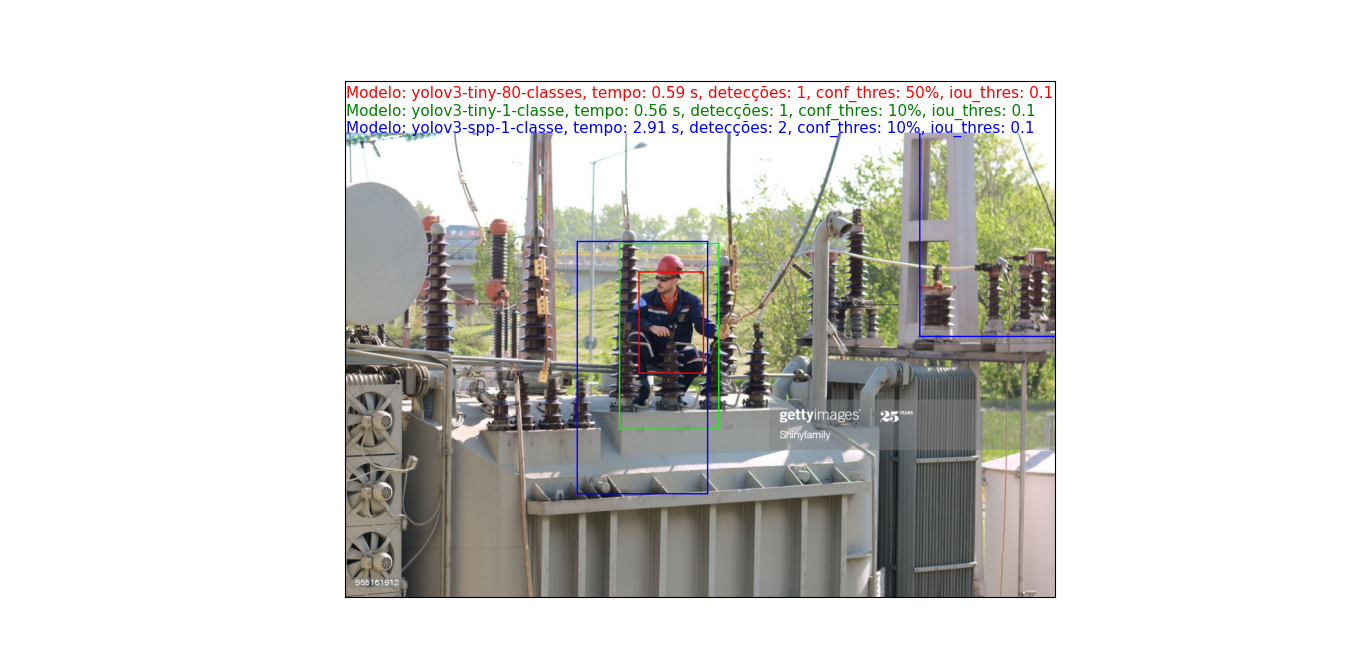 Modelo: yolov3-tiny-80-classes, tempo: 0.59 s, detecções: 1, conf_thres: 50%, iou_thres: 0.1
Modelo: yolov3-tiny-1-classe, tempo: 0.56 s, detecções: 1, conf_thres: 10%, iou_thres: 0.1
Modelo: yolov3-spp-1-classe, tempo: 2.91 s, detecções: 2, conf_thres: 10%, iou_thres: 0.1
gettyimages® | 25 YEARS
Shinyfamily
955161912